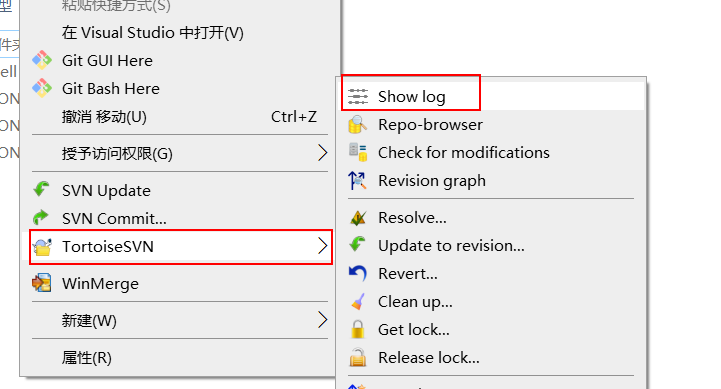 型
粘贴快捷方式(S)
在 Visual Studio 中打开(V)
件夹
Git GUI Here
ell
Git Bash Here
ON
撤消 移动(U) Ctrl+Z
ON
授予访问权限(G)
ON
SVN Update
SVN Commit...
TortoiseSVN
WinMerge
新建(W)
属性(R)
Show log
Repo-browser
Check for modifications
Revision graph
Resolve...
Update to revision...
Revert...
Clean up...
Get lock...
Release lock...